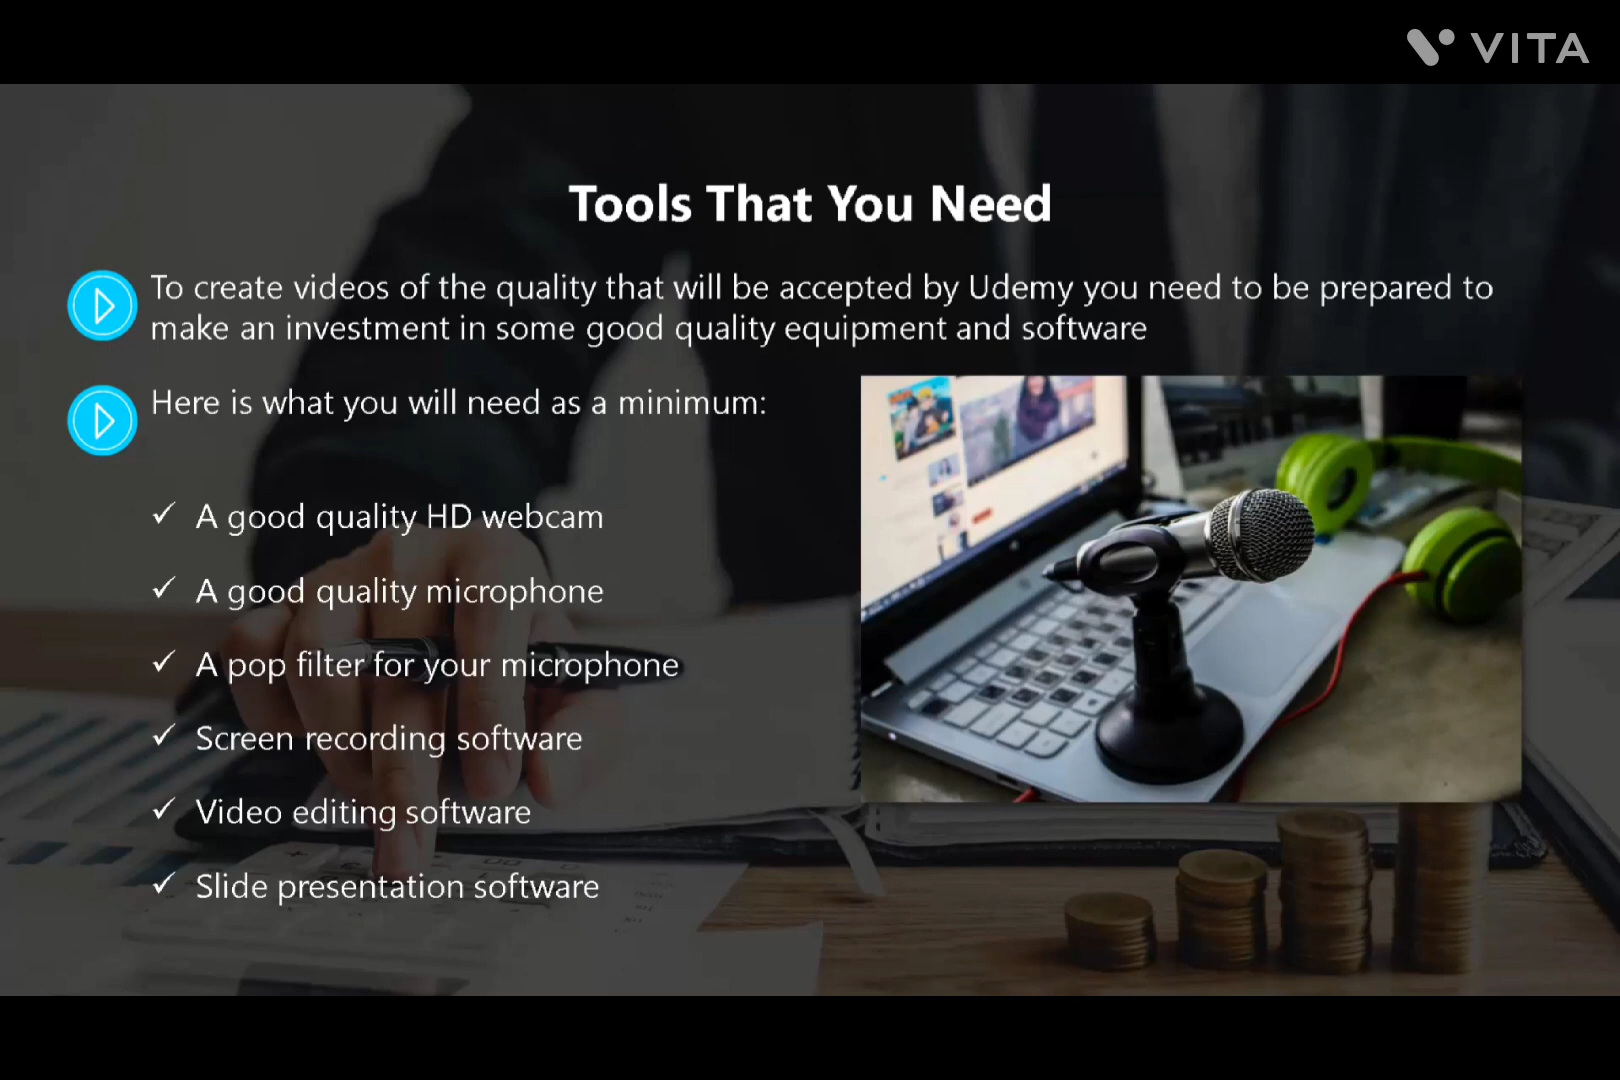 VITA
Tools That You Need
To create videos of the quality that will be accepted by Udemy you need to be prepared to
make an investment in some good quality equipment and software
Here is what you will need as a minimum:
✓ A good quality HD webcam
✓ A good quality microphone
✓ A pop filter for your microphone
✓ Screen recording software
✓ Video editing software
✓ Slide presentation software